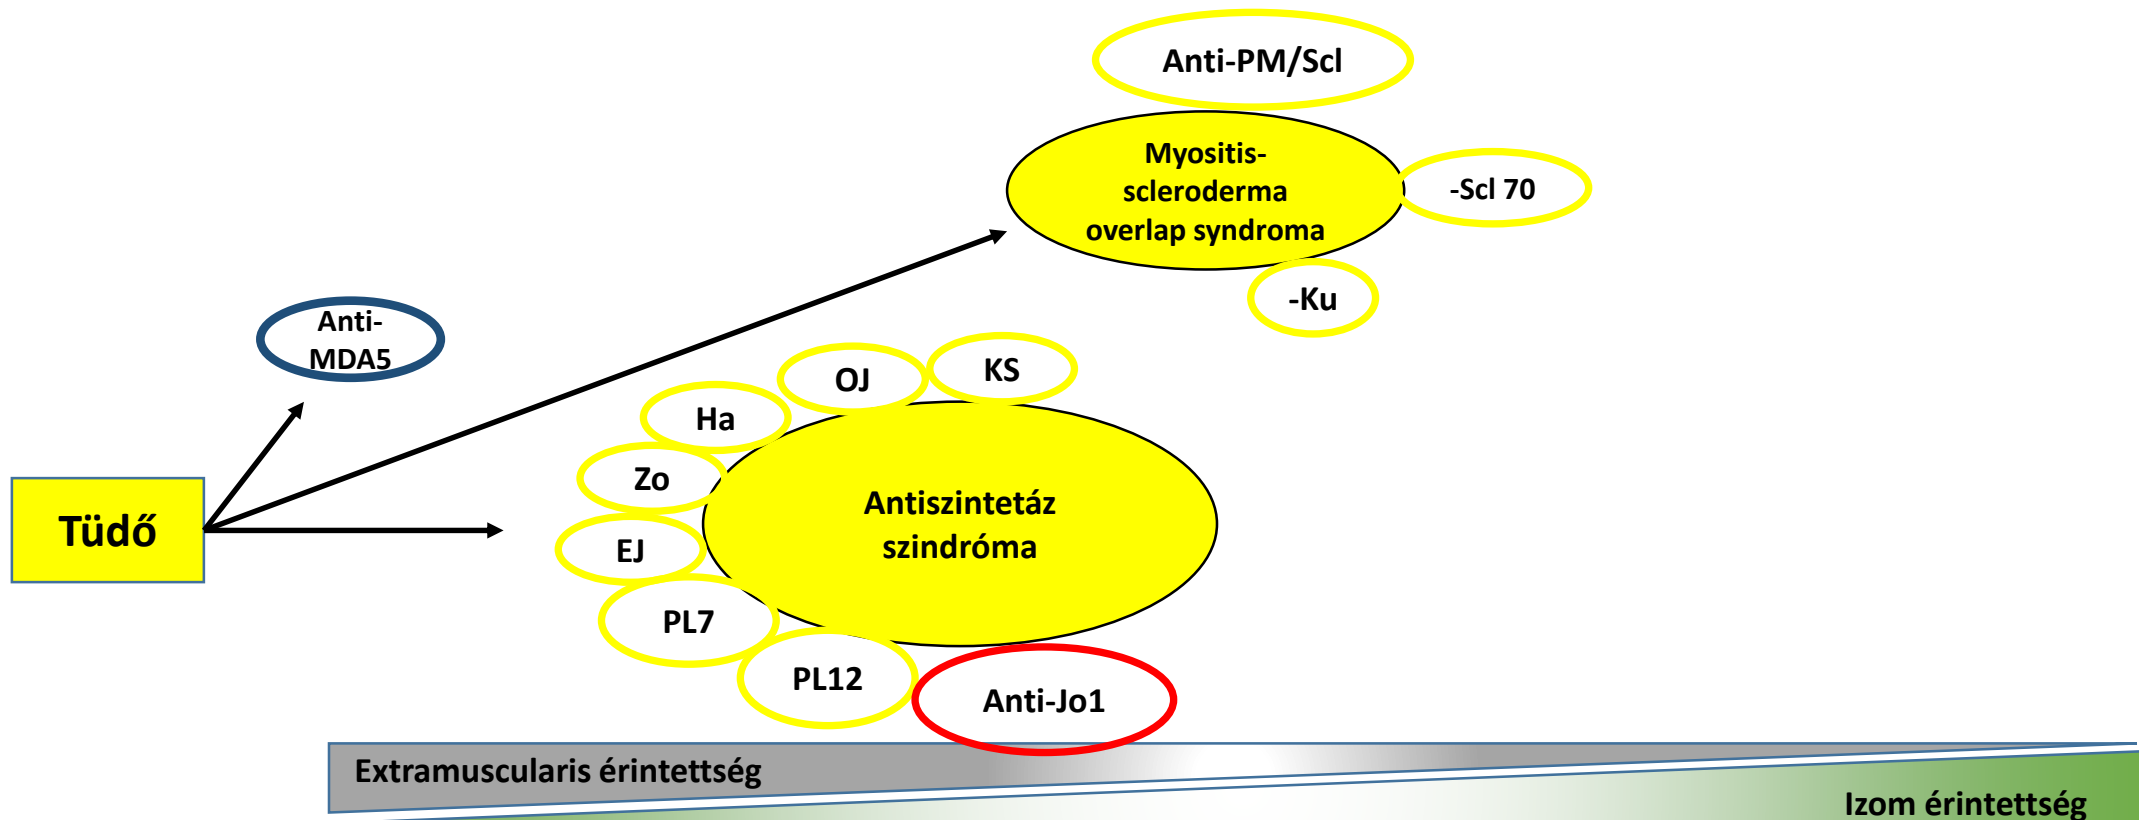 Anti-PM/Scl
Myositis-
scleroderma
overlap syndroma
-Scl 70
-Ku
Anti-
MDA5
OJ
KS
Ha
Zo
EJ
PL7
PL12
Anti-Jo1
Antiszintetáz
szindróma
Tüdő
Extramuscularis érintettség
Izom érintettség